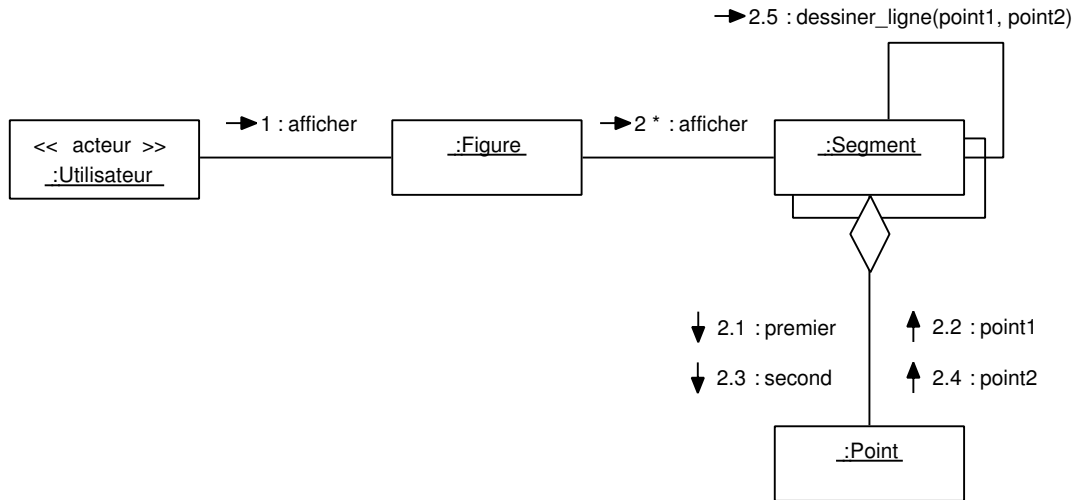 2.5 : dessiner_ligne(point1, point2)
1 : afficher
2 * : afficher
<< acteur >>
:Utilisateur
:Figure
:Segment
2.1 : premier
2.2 : point1
2.3 : second
2.4 : point2
:Point